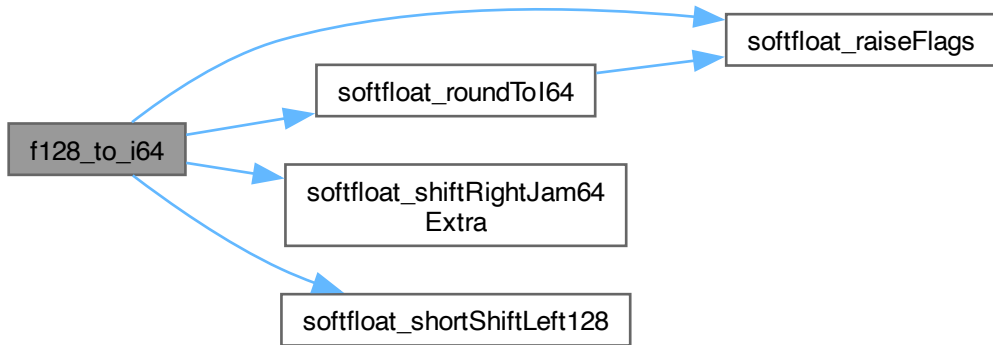 softfloat_raiseFlags
softfloat_roundToI64
f128_to_i64
softfloat_shiftRightJam64
Extra
softfloat_shortShiftLeft128